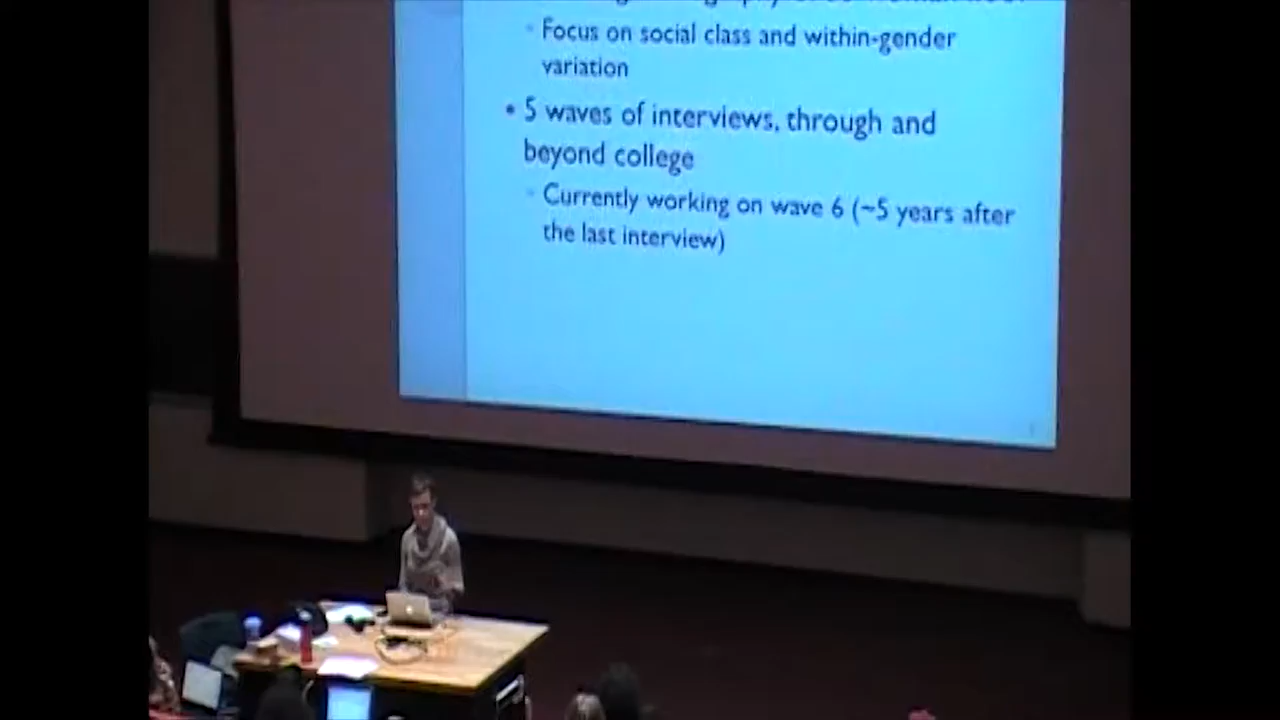 Focus on social class and within-gender
variation
• 5 waves of interviews, through and
beyond college
Currently working on wave 6 (~5 years after
the last interview)